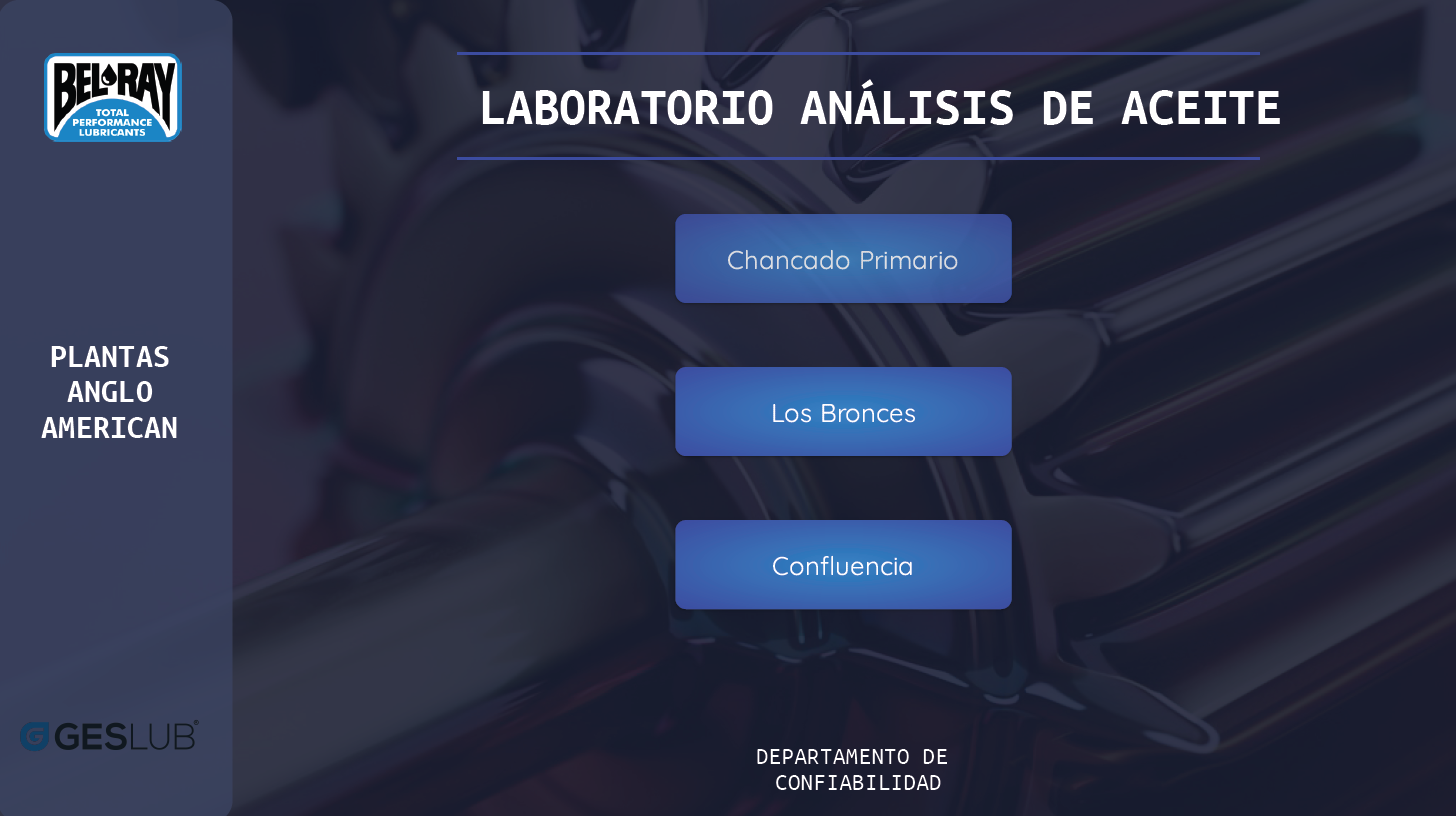 BEL-RAY
TOTAL
PERFORMANCE
LUBRICANTS
LABORATORIO ANÁLISIS DE ACEITE
Chancado Primario
Los Bronces
Confluencia
PLANTAS
ANGLO
AMERICAN
GESLUB®
DEPARTAMENTO DE
CONFIABILIDAD